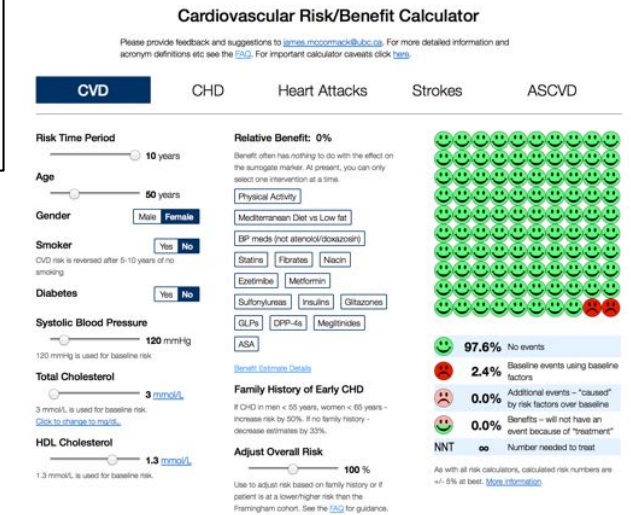 Cardiovascular Risk/Benefit Calculator
Please provide feedback and suggestions to james.mccormack@ubc.ca. For more detailed information and
acronym definitions etc see the FAQ. For important calculator caveats click here.
CVD
CHD
Heart Attacks
Strokes
ASCVD
Risk Time Period
10 years
Age
50 years
Gender
Male Female
Smoker
Yes No
CVD risk is reversed after 5-10 years of no
smoking
Diabetes
Yes No
Systolic Blood Pressure
120 mmHg
120 mmHg is used for baseline risk
Total Cholesterol
3 mmol/L
3 mmol/L is used for baseline risk.
Click to change to mg/dL.
HDL Cholesterol
1.3 mmol/L
1.3 mmol/L is used for baseline risk.
Relative Benefit: 0%
Benefit often has nothing to do with the effect on
the surrogate marker. At present, you can only
select one intervention at a time.
Physical Activity
Mediterranean Diet vs Low fat
BP meds (not atenolol/doxazosin)
Statins Fibrates Niacin
Ezetimibe Metformin
Sulfonylureas Insulins Glitazones
GLPs DPP-4s Meglitinides
ASA
Benefit Estimate Details
Family History of Early CHD
If CHD in men < 55 years, women < 65 years -
increase risk by 50%. If no family history -
decrease estimates by 33%.
Adjust Overall Risk
100 %
Use to adjust risk based on family history or if
patient is at a lower/higher risk than the
Framingham cohort. See the FAQ for guidance.
97.6% No events
2.4% Baseline events using baseline
factors
0.0% Additional events – "caused"
by risk factors over baseline
0.0% Benefits – will not have an
event because of "treatment"
NNT ∞ Number needed to treat
As with all risk calculators, calculated risk numbers are
+/- 5% at best. More information.